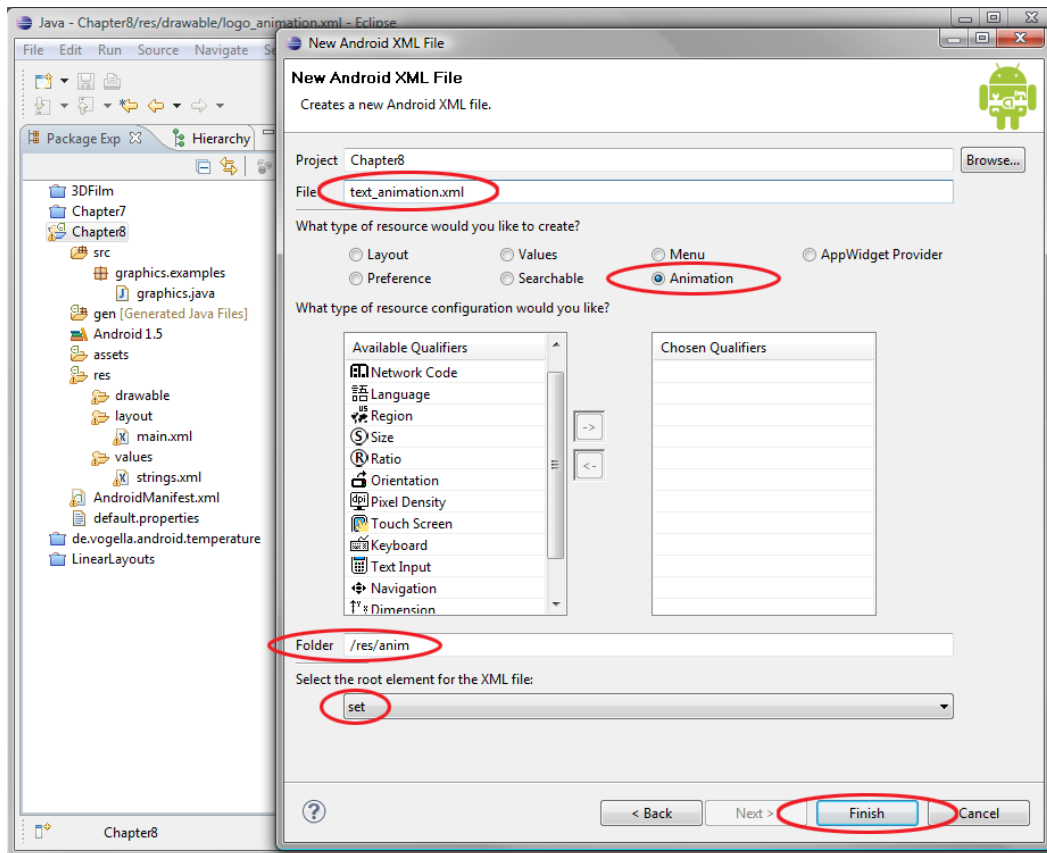 Java - Chapter8/res/drawable/logo_animation.xml - Eclipse
File Edit Run Source Navigate
Package Exp
Hierarchy
3DFilm
Chapter7
Chapter8
src
graphics.examples
graphics.java
gen [Generated Java Files]
Android 1.5
assets
res
drawable
layout
main.xml
values
strings.xml
AndroidManifest.xml
default.properties
de.vogella.android.temperature
LinearLayouts
Chapter8
New Android XML File
New Android XML File
Creates a new Android XML file.
Project Chapter8 Browse...
File text_animation.xml
What type of resource would you like to create?
Layout Values Menu AppWidget Provider
Preference Searchable Animation
What type of resource configuration would you like?
Available Qualifiers Chosen Qualifiers
Network Code
Language
Region
Size
Ratio
Orientation
Pixel Density
Touch Screen
Keyboard
Text Input
Navigation
Dimension
->
<-
Folder /res/anim
Select the root element for the XML file:
set
? < Back Next > Finish Cancel